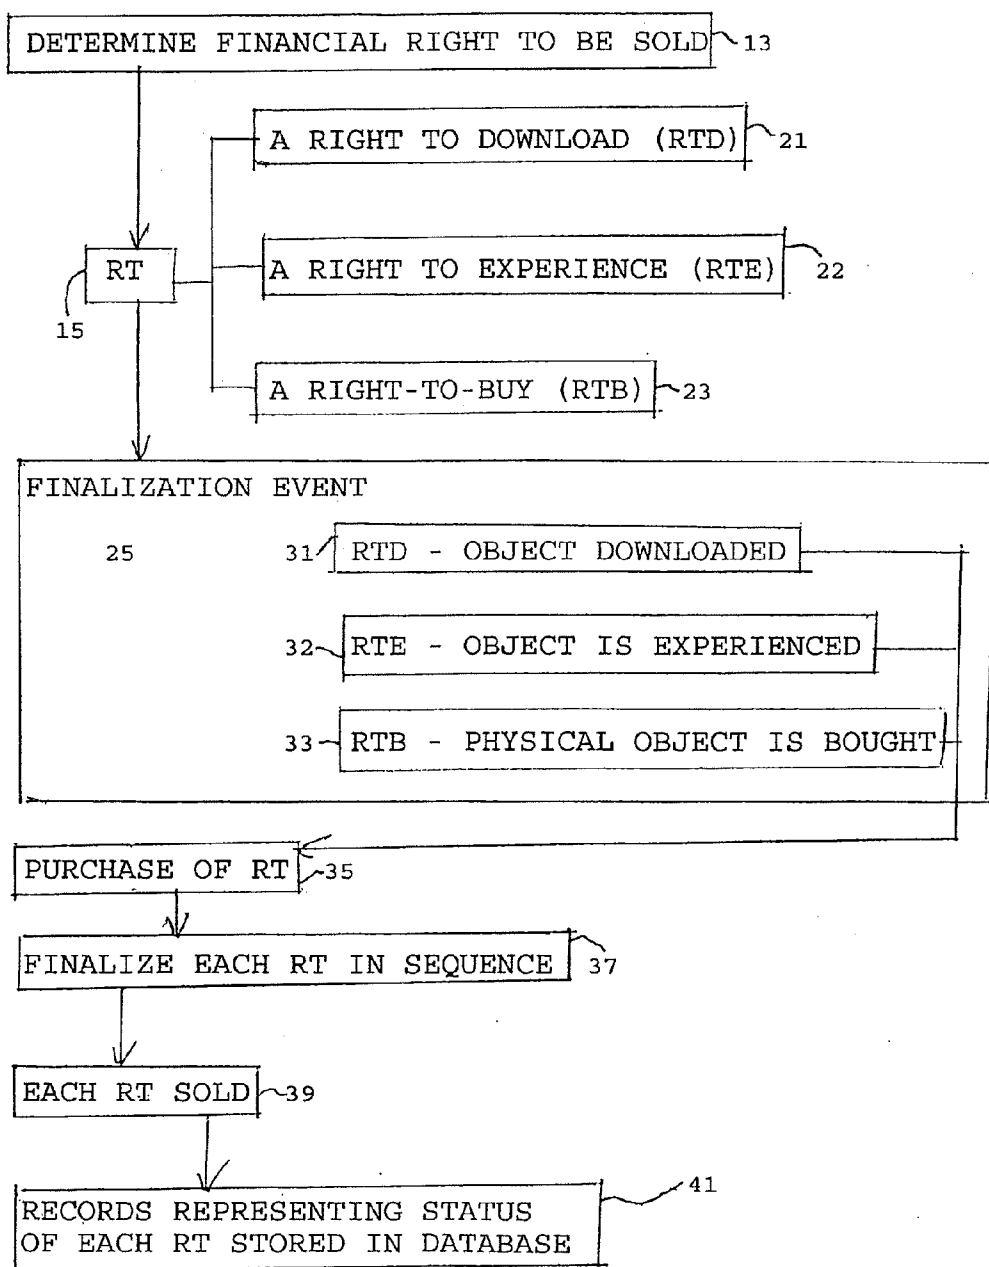 DETERMINE FINANCIAL RIGHT TO BE SOLD 13
A RIGHT TO DOWNLOAD (RTD) 21
RT
A RIGHT TO EXPERIENCE (RTE) 22
15
A RIGHT-TO-BUY (RTB) 23
FINALIZATION EVENT
25 31 RTD - OBJECT DOWNLOADED
32 RTE - OBJECT IS EXPERIENCED
33 RTB - PHYSICAL OBJECT IS BOUGHT
PURCHASE OF RT 35
FINALIZE EACH RT IN SEQUENCE 37
EACH RT SOLD 39
41
RECORDS REPRESENTING STATUS
OF EACH RT STORED IN DATABASE